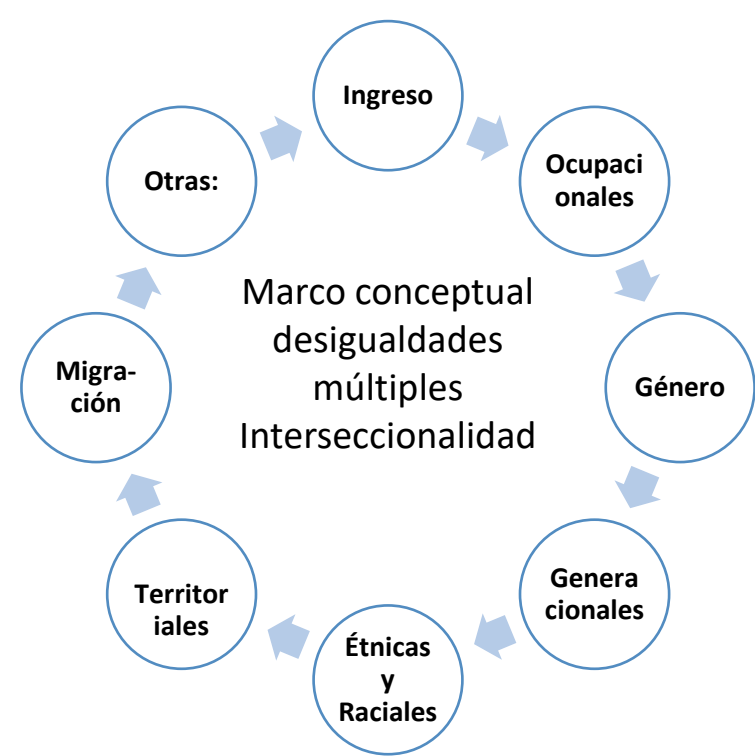 Ingreso
Ocupaci
onales
Género
Genera
cionales
Étnicas
y
Raciales
Territor
iales
Migra-
ción
Otras:
Marco conceptual
desigualdades
múltiples
Interseccionalidad